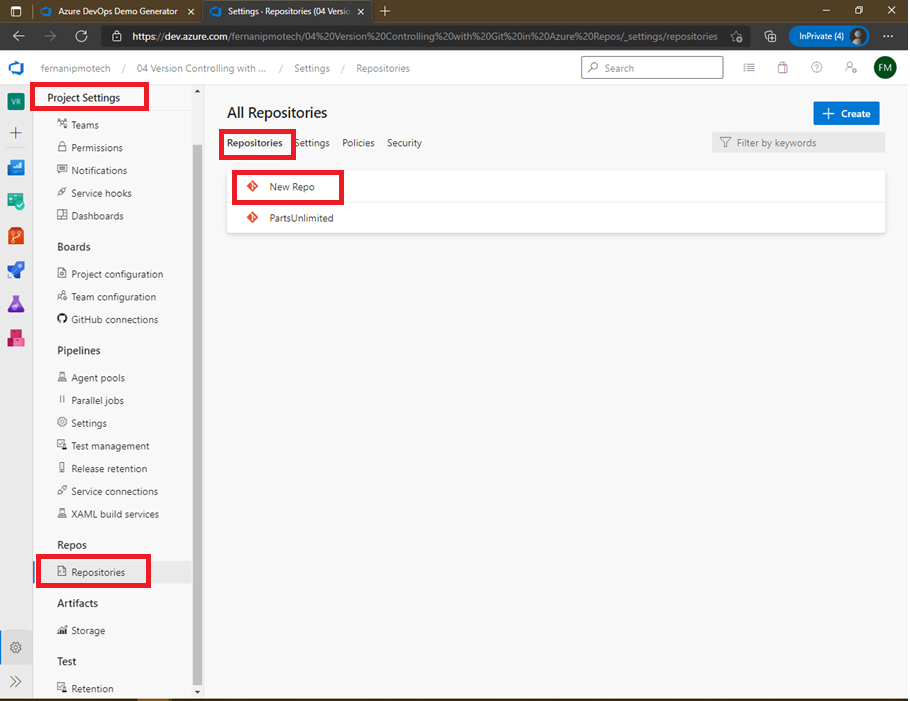 Azure DevOps Demo Generator
Settings · Repositories (04 Versio
https://dev.azure.com/fernanipmotech/04%20Version%20Controlling%20with%20Git%20in%20Azure%20Repos/_settings/repositories
InPrivate (4)
fernanipmotech / 04 Version Controlling with ... / Settings / Repositories
Search
FM
VR
Project Settings
Teams
Permissions
Notifications
Service hooks
Dashboards
Boards
Project configuration
Team configuration
GitHub connections
Pipelines
Agent pools
Parallel jobs
Settings
Test management
Release retention
Service connections
XAML build services
Repos
Repositories
Artifacts
Storage
Test
Retention
All Repositories
Create
Repositories
Settings
Policies
Security
Filter by keywords
New Repo
PartsUnlimited